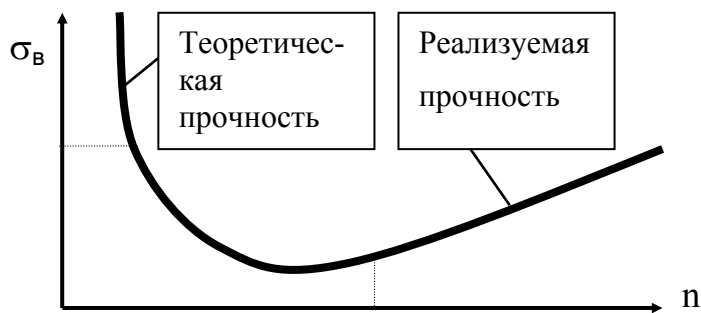 σв
Теоретичес-
кая
прочность
Реализуемая
прочность
n